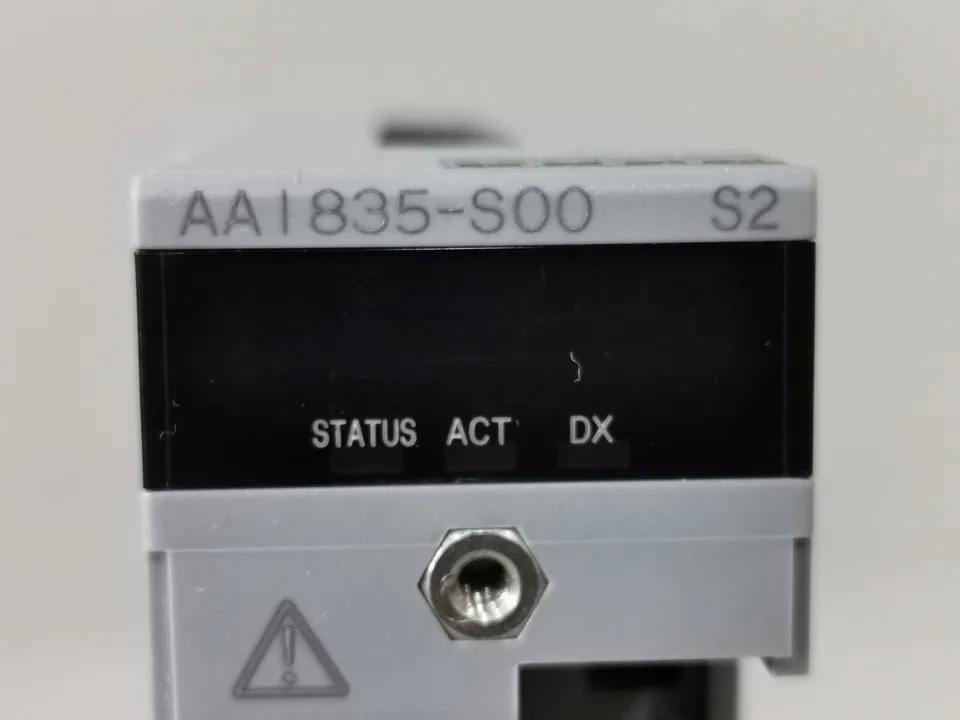 AAI835-S00 S2
STATUS ACT DX